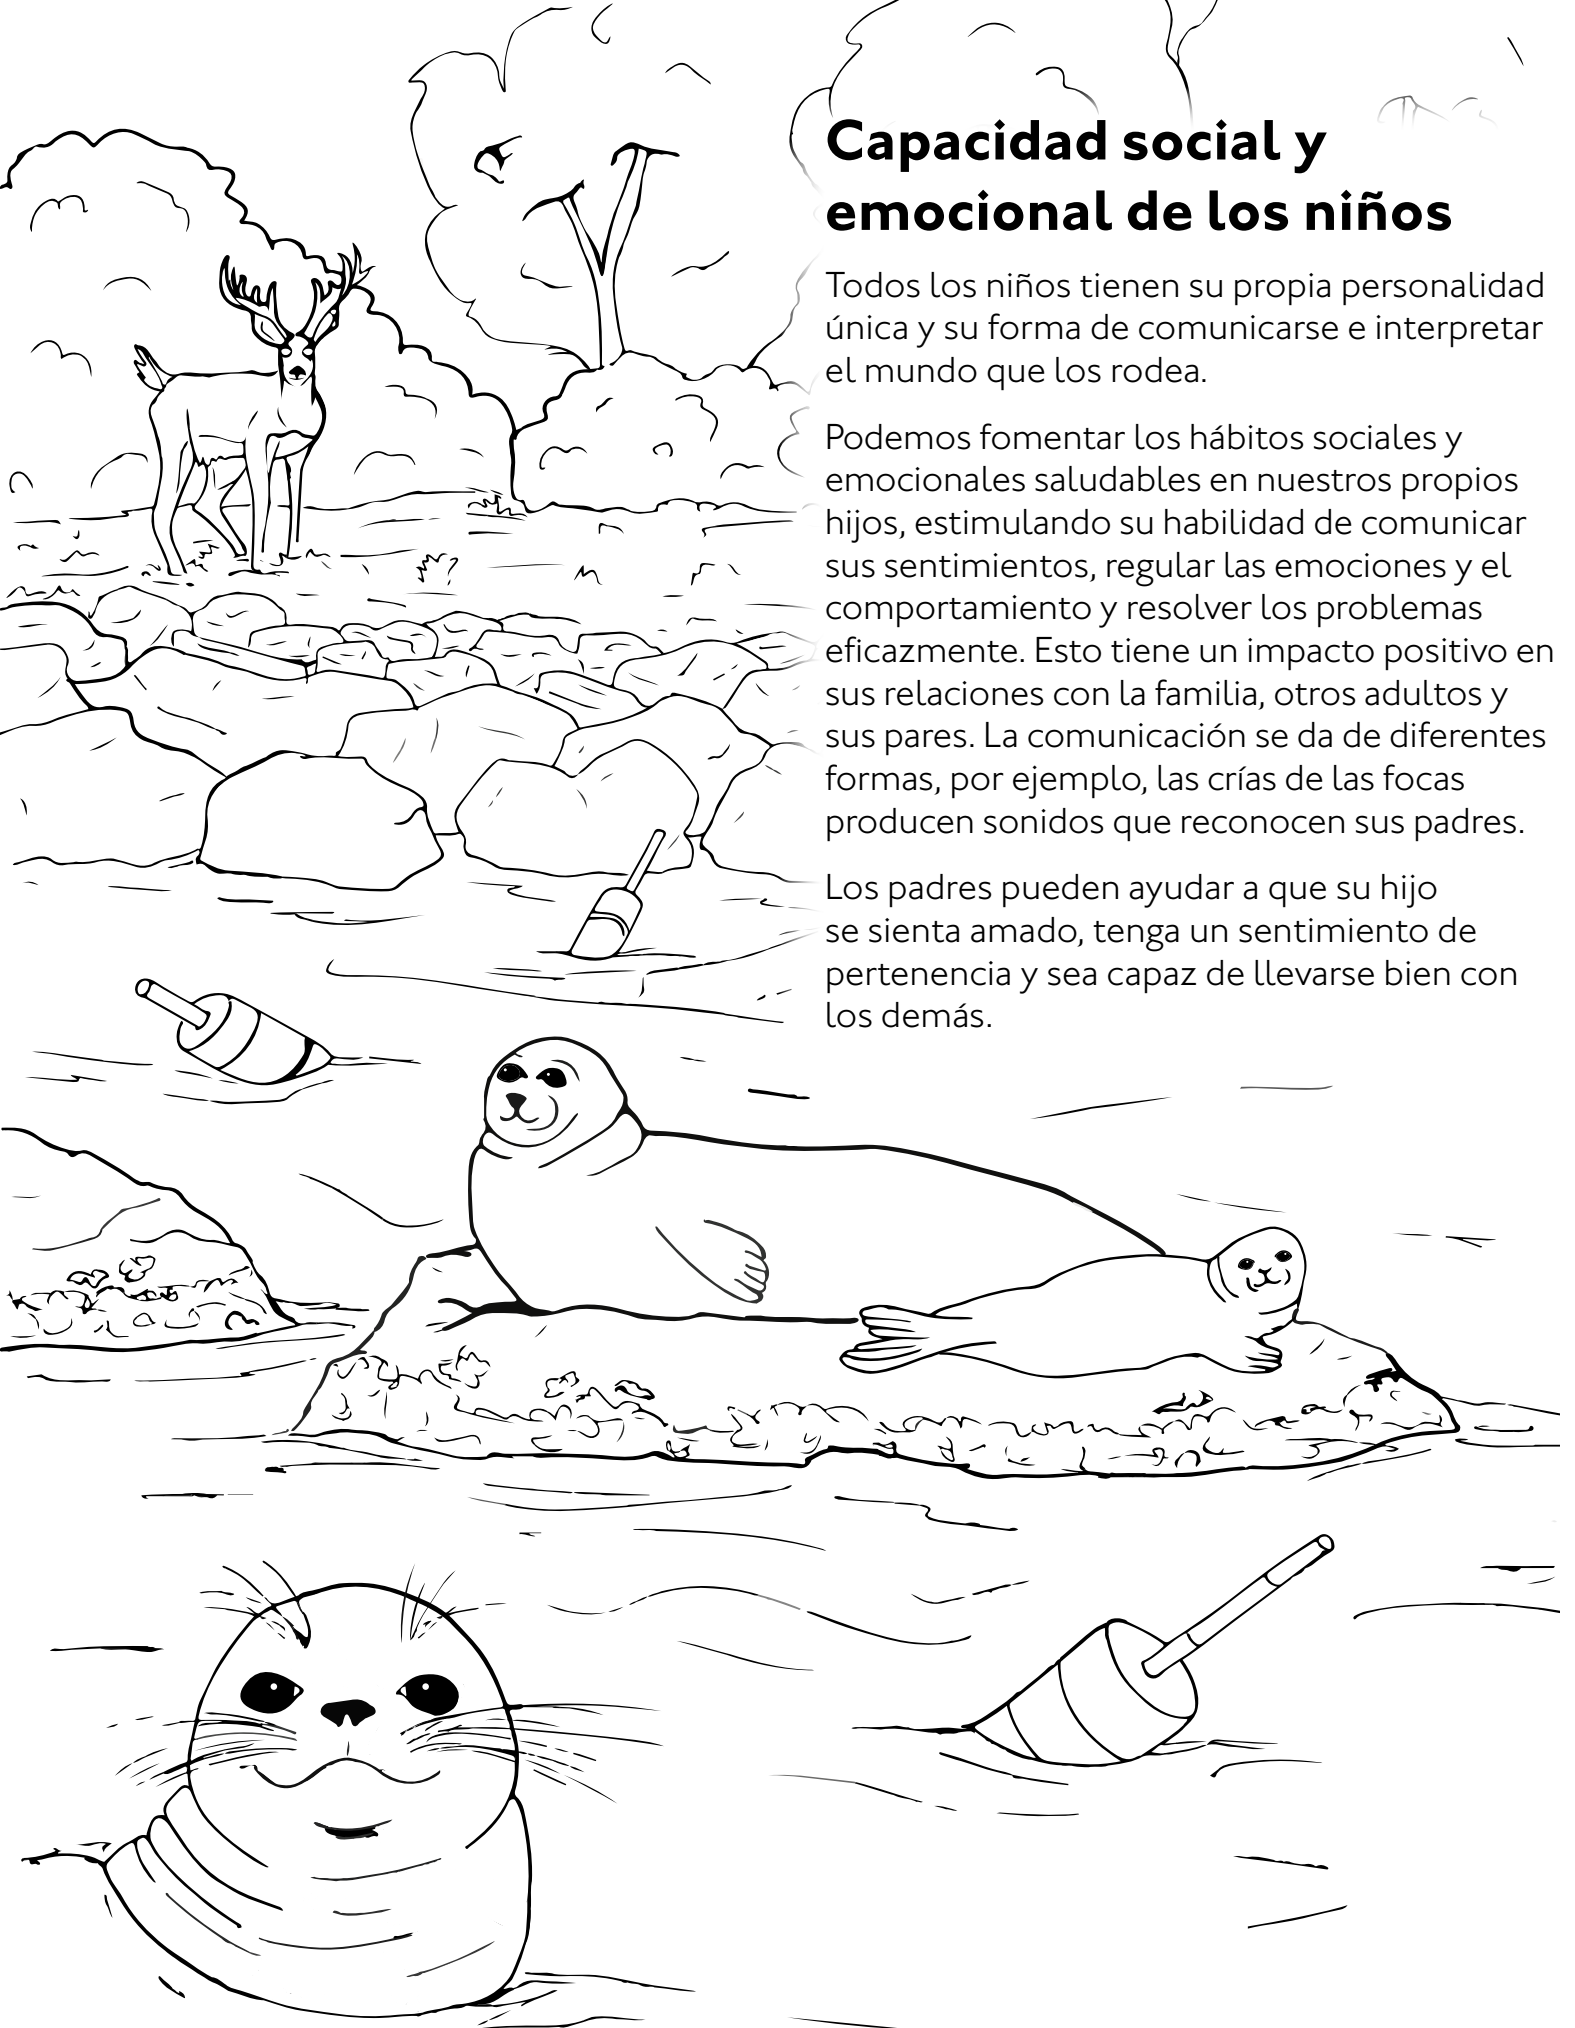 Capacidad social y
emocional de los niños
Todos los niños tienen su propia personalidad
única y su forma de comunicarse e interpretar
el mundo que los rodea.
Podemos fomentar los hábitos sociales y
emocionales saludables en nuestros propios
hijos, estimulando su habilidad de comunicar
sus sentimientos, regular las emociones y el
comportamiento y resolver los problemas
eficazmente. Esto tiene un impacto positivo en
sus relaciones con la familia, otros adultos y
sus pares. La comunicación se da de diferentes
formas, por ejemplo, las crías de las focas
producen sonidos que reconocen sus padres.
Los padres pueden ayudar a que su hijo
se sienta amado, tenga un sentimiento de
pertenencia y sea capaz de llevarse bien con
los demás.